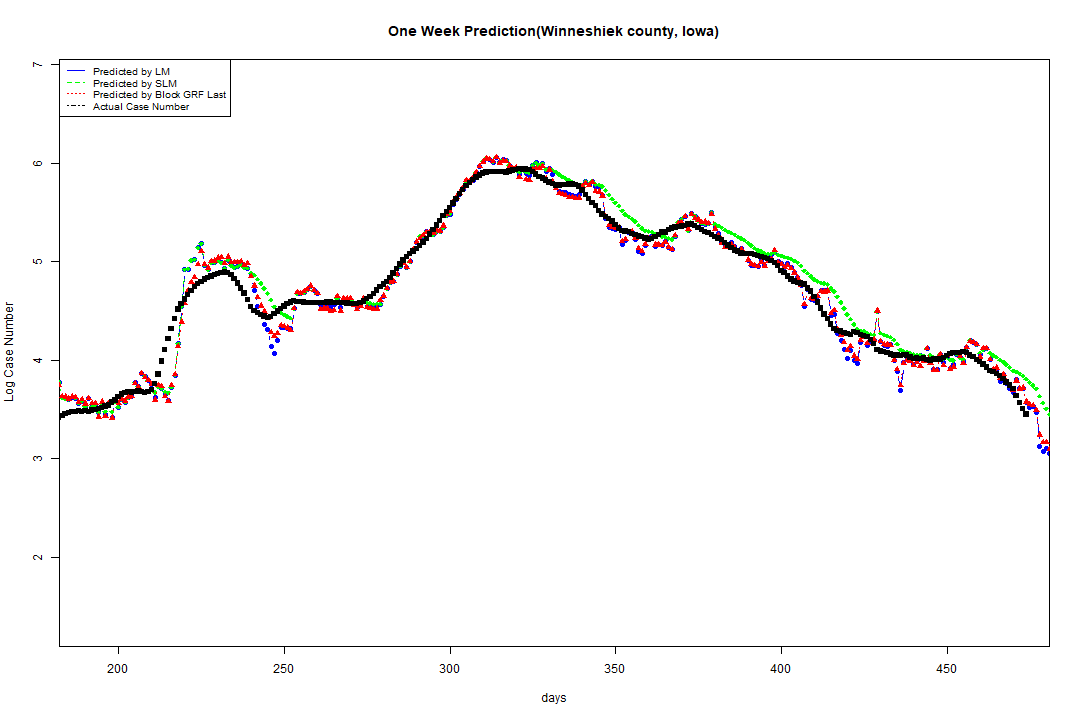 One Week Prediction(Winneshiek county, Iowa)
Predicted by LM
Predicted by SLM
Predicted by Block GRF Last
Actual Case Number
Log Case Number
7
6
5
4
3
2
200 250 300 350 400 450
days